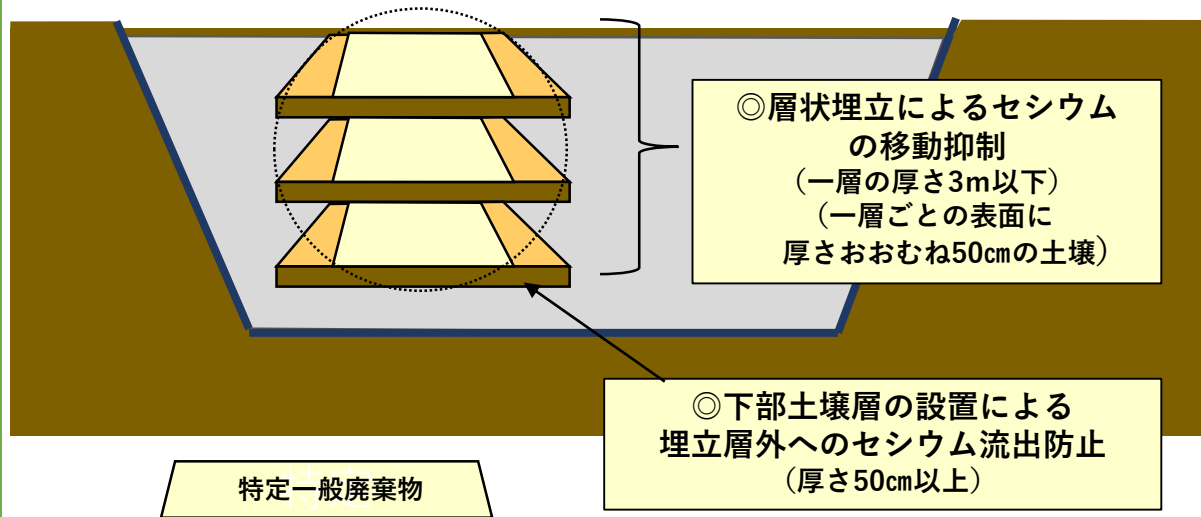 ◎層状埋立によるセシウム
の移動抑制
(一層の厚さ3m以下)
(一層ごとの表面に
厚さおおむね50㎝の土壌)
◎下部土壌層の設置による
埋立層外へのセシウム流出防止
(厚さ50㎝以上)
特定一般廃棄物